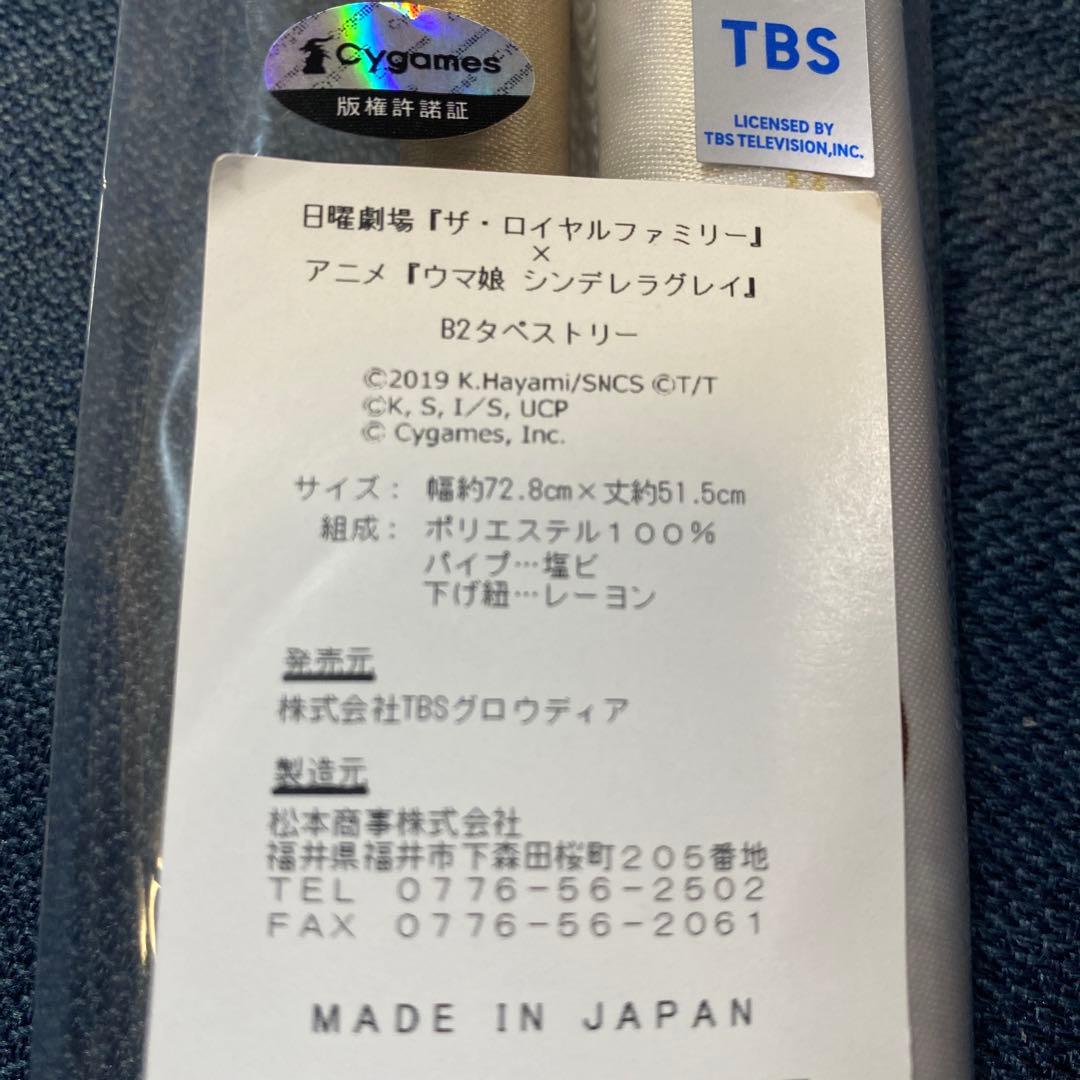 Cygames
版権許諾証
TBS
LICENSED BY
TBS TELEVISION,INC.
日曜劇場『ザ・ロイヤルファミリー』
×
アニメ『ウマ娘 シンデレラグレイ』
B2タペストリー
©2019 K.Hayami/SNCS ©T/T
©K, S, I/S, UCP
© Cygames, Inc.
サイズ: 幅約72.8cm×丈約51.5cm
組成: ポリエステル100%
パイプ…塩ビ
下げ紐…レーヨン
発売元
株式会社TBSグロウディア
製造元
松本商事株式会社
福井県福井市下森田桜町205番地
TEL 0776-56-2502
FAX 0776-56-2061
MADE IN JAPAN